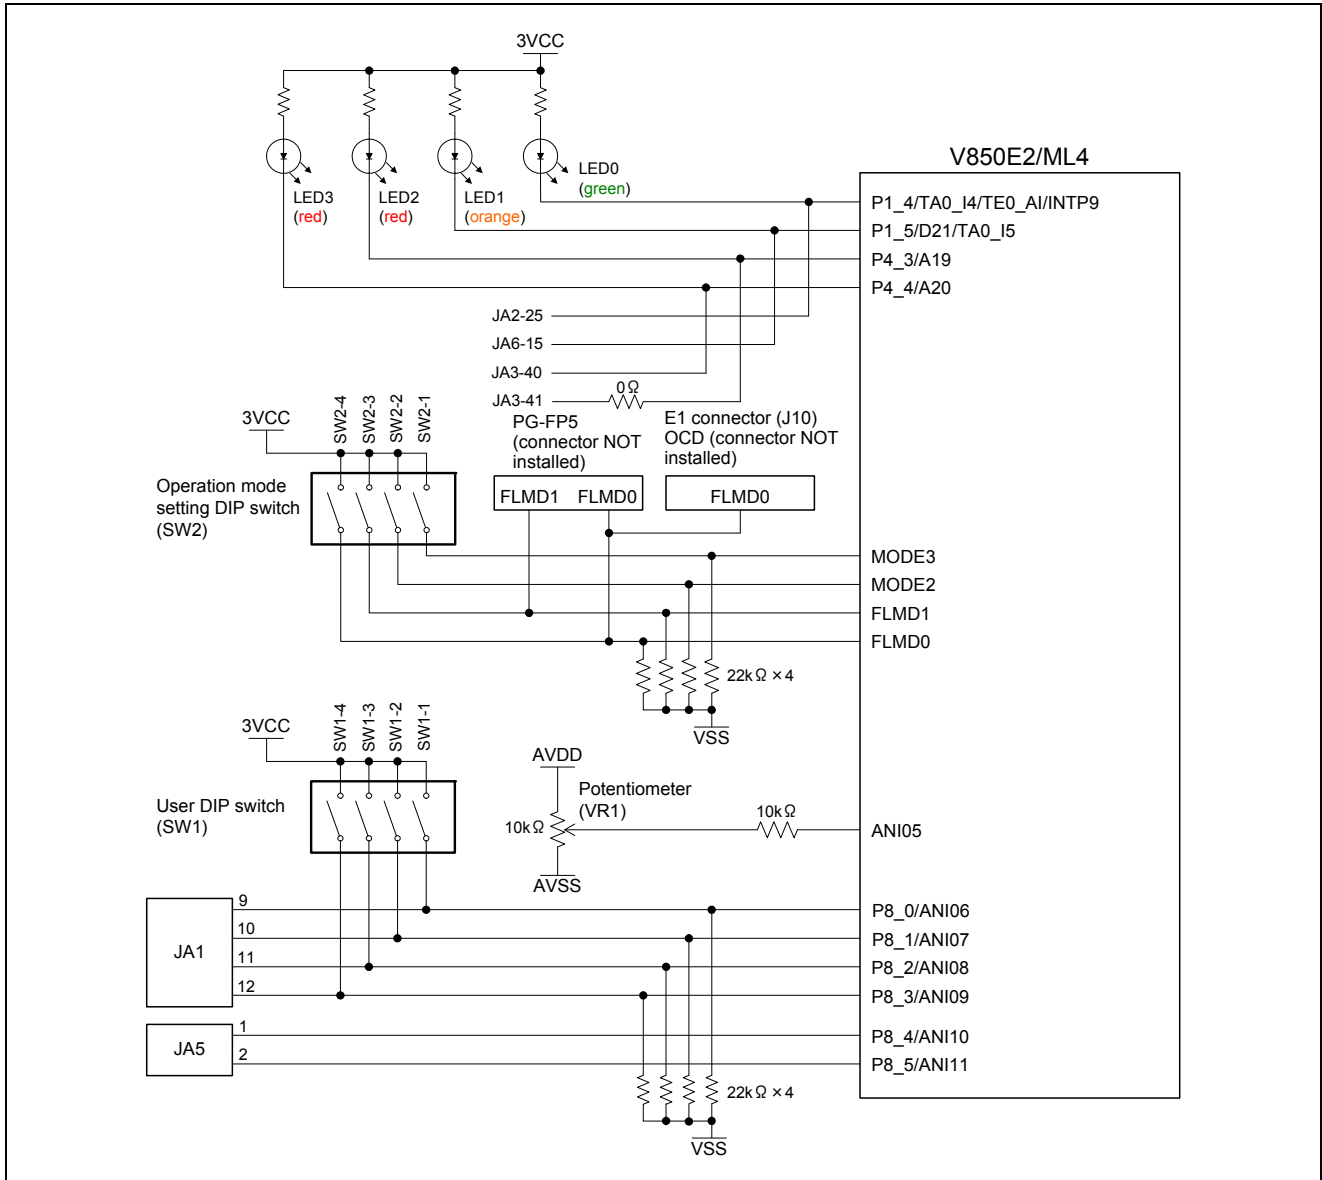 3VCC
V850E2/ML4
LED0
(green)
LED3
(red)
LED2
(red)
LED1
(orange)
P1_4/TA0_I4/TE0_AI/INTP9
P1_5/D21/TA0_I5
P4_3/A19
P4_4/A20
JA2-25
JA6-15
JA3-40
JA3-41
0Ω
3VCC
SW2-4
SW2-3
SW2-2
SW2-1
PG-FP5
(connector NOT
installed)
E1 connector (J10)
OCD (connector NOT
installed)
Operation mode
setting DIP switch
(SW2)
FLMD1
FLMD0
FLMD0
MODE3
MODE2
FLMD1
FLMD0
22kΩ×4
VSS
3VCC
SW1-4
SW1-3
SW1-2
SW1-1
User DIP switch
(SW1)
AVDD
Potentiometer
(VR1)
10kΩ
10kΩ
ANI05
AVSS
JA1
9
10
11
12
P8_0/ANI06
P8_1/ANI07
P8_2/ANI08
P8_3/ANI09
JA5
1
2
P8_4/ANI10
P8_5/ANI11
22kΩ×4
VSS